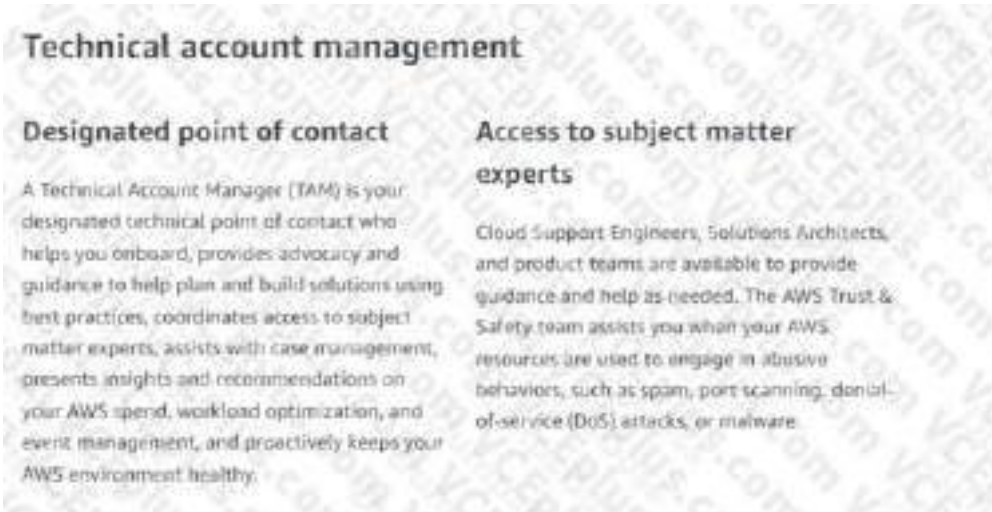 Technical account management
Designated point of contact
A Technical Account Manager (TAM) is your
designated technical point of contact who
helps you onboard, provides advocacy and
guidance to help plan and build solutions using
best practices, coordinates access to subject
matter experts, assists with case management,
presents insights and recommendations on
your AWS spend, workload optimization, and
event management, and proactively keeps your
AWS environment healthy.
Access to subject matter
experts
Cloud Support Engineers, Solutions Architects,
and product teams are available to provide
guidance and help as needed. The AWS Trust &
Safety team assists you when your AWS
resources are used to engage in abusive
behaviors, such as spam, port scanning, denial-
of-service (DoS) attacks, or malware.
VCEplus.com